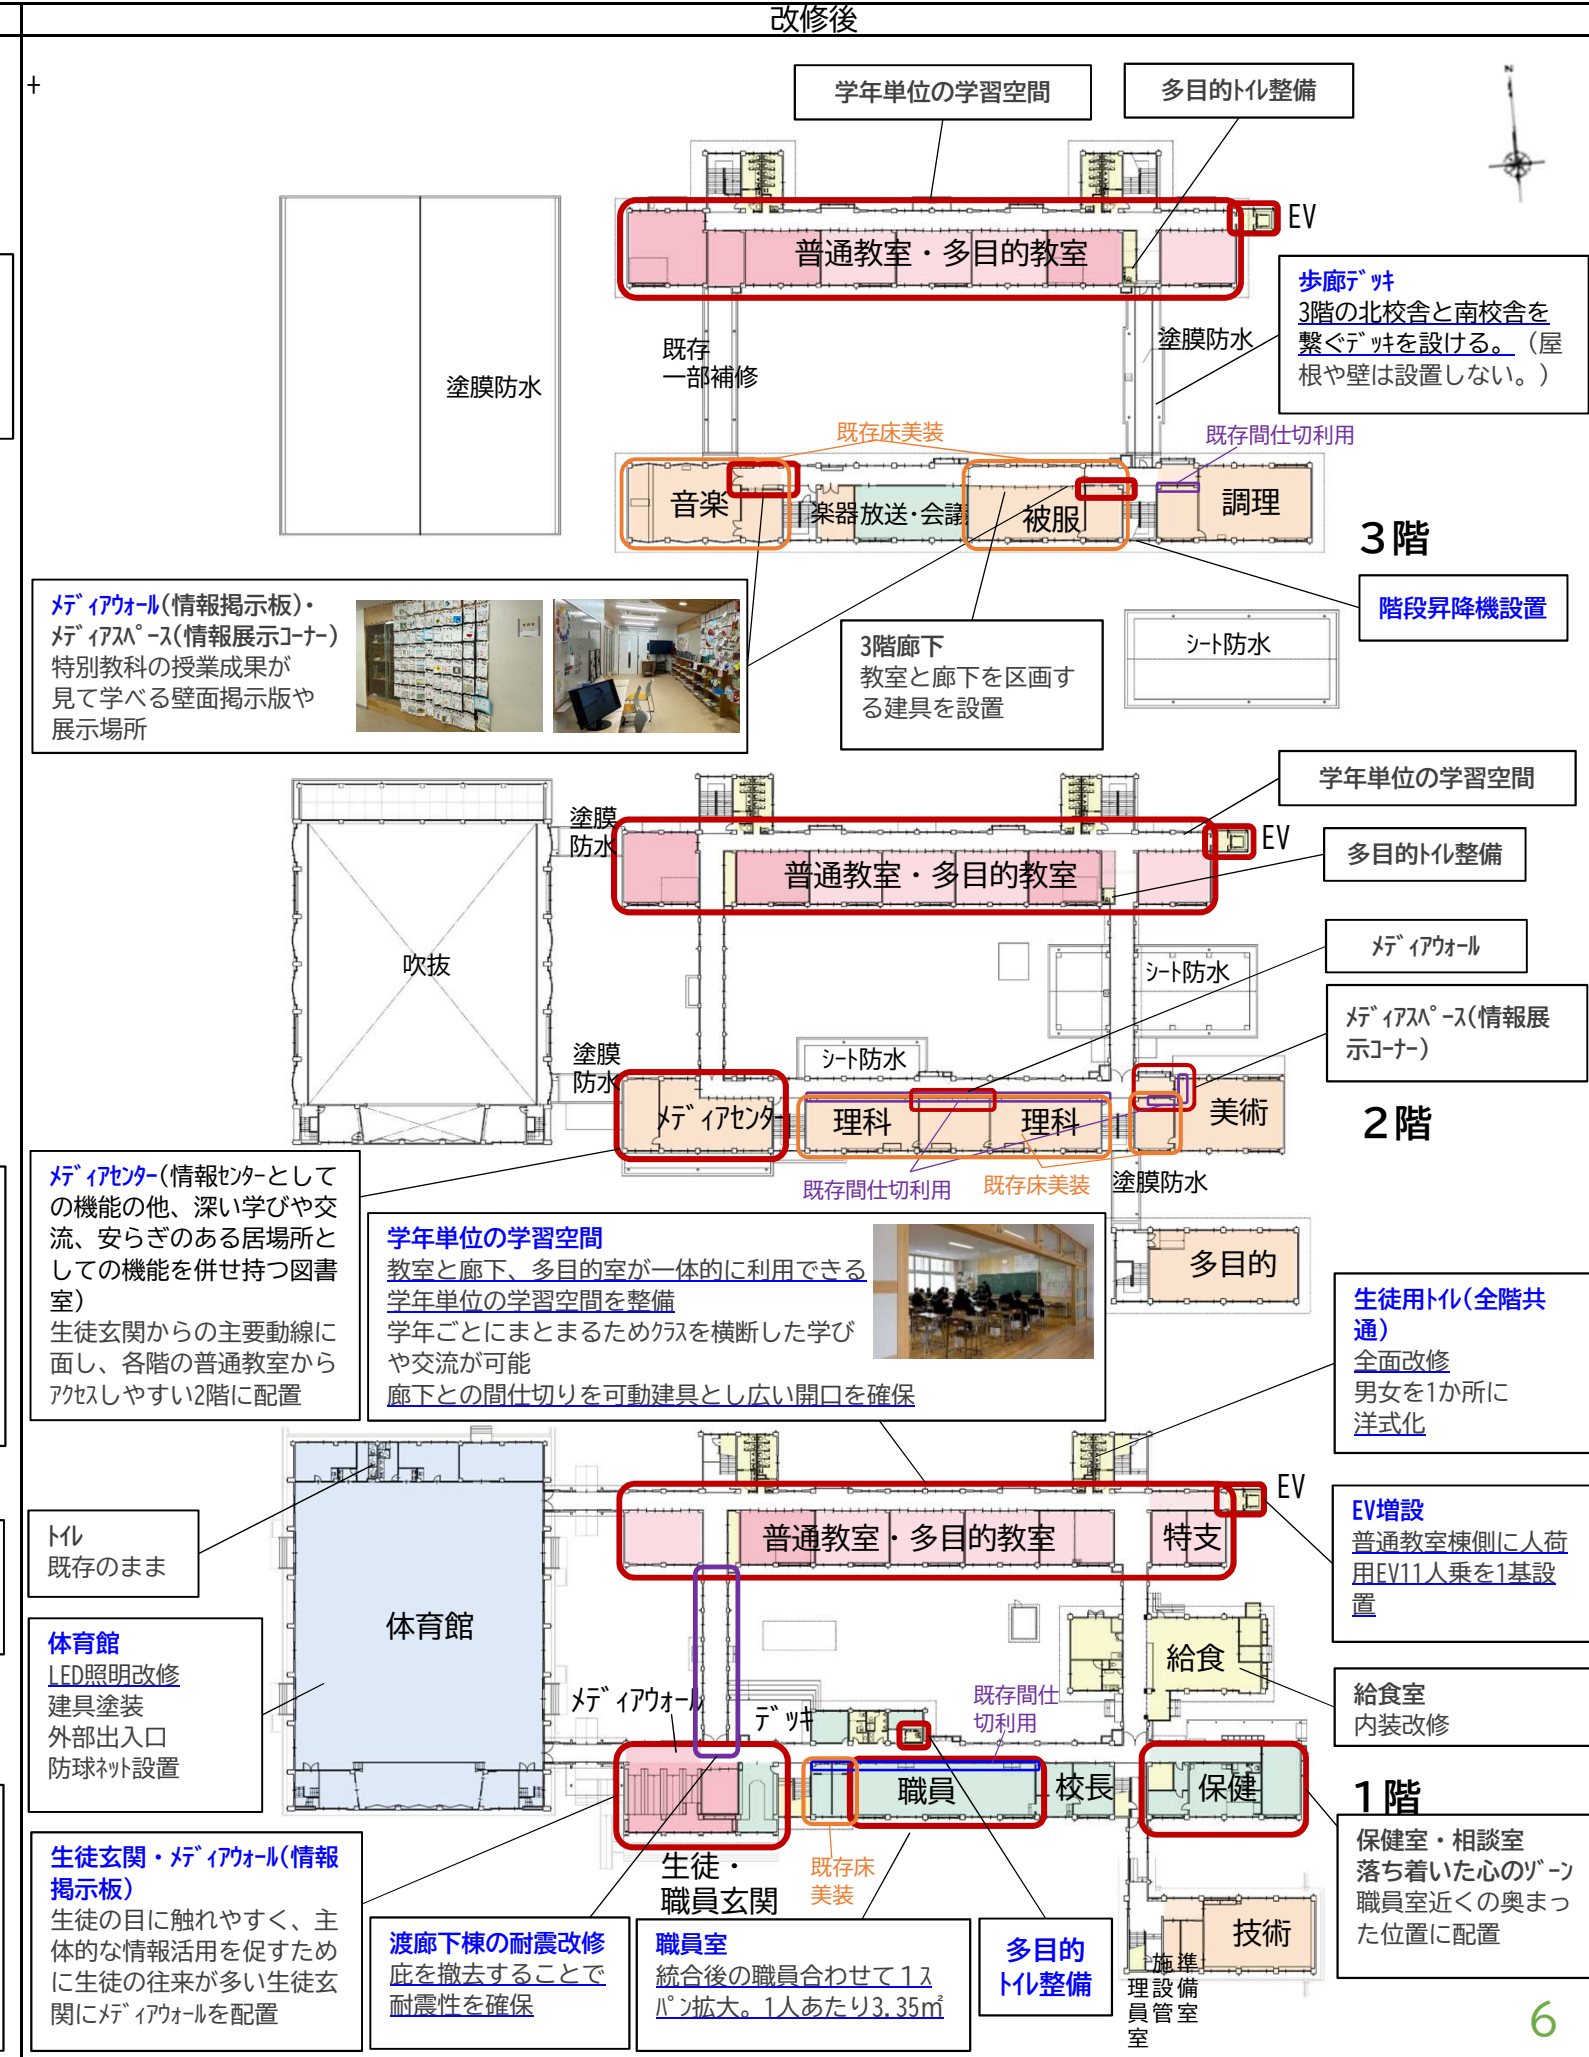 改修後
+
N
学年単位の学習空間
多目的ﾄｲﾚ整備
EV
普通教室・多目的教室
歩廊ﾃﾞｯｷ
3階の北校舎と南校舎を
繋ぐﾃﾞｯｷを設ける。（屋
根や壁は設置しない。）
塗膜防水
既存
一部補修
塗膜防水
既存床美装
既存間仕切利用
音楽
楽器
放送・会議
被服
調理
3階
階段昇降機設置
ﾒﾃﾞｨｱｳｫｰﾙ(情報掲示板)・
ﾒﾃﾞｨｱｽﾍﾟｰｽ(情報展示ｺｰﾅｰ)
特別教科の授業成果が
見て学べる壁面掲示版や
展示場所
3階廊下
教室と廊下を区画す
る建具を設置
ｼｰﾄ防水
学年単位の学習空間
塗膜
防水
EV
普通教室・多目的教室
多目的ﾄｲﾚ整備
ﾒﾃﾞｨｱｳｫｰﾙ
吹抜
ｼｰﾄ防水
ﾒﾃﾞｨｱｽﾍﾟｰｽ(情報展
示ｺｰﾅｰ)
塗膜
防水
ｼｰﾄ防水
ﾒﾃﾞｨｱｾﾝﾀｰ
理科
理科
美術
2階
既存間仕切利用
既存床美装
塗膜防水
多目的
ﾒﾃﾞｨｱｾﾝﾀｰ(情報ｾﾝﾀｰとして
の機能の他、深い学びや交
流、安らぎのある居場所と
しての機能を併せ持つ図書
室)
生徒玄関からの主要動線に
面し、各階の普通教室から
ｱｸｾｽしやすい2階に配置
学年単位の学習空間
教室と廊下、多目的室が一体的に利用できる
学年単位の学習空間を整備
学年ごとにまとまるためｸﾗｽを横断した学び
や交流が可能
廊下との間仕切りを可動建具とし広い開口を確保
生徒用ﾄｲﾚ(全階共
通)
全面改修
男女を1か所に
洋式化
EV
普通教室・多目的教室
特支
EV増設
普通教室棟側に人荷
用EV11人乗を1基設
置
ﾄｲﾚ
既存のまま
体育館
体育館
LED照明改修
建具塗装
外部出入口
防球ﾈｯﾄ設置
給食
給食室
内装改修
ﾒﾃﾞｨｱｳｫｰﾙ
ﾃﾞｯｷ
既存間仕
切利用
職員
校長
保健
1階
生徒・
職員玄関
既存床
美装
保健室・相談室
落ち着いた心のｿﾞｰﾝ
職員室近くの奥まっ
た位置に配置
生徒玄関・ﾒﾃﾞｨｱｳｫｰﾙ(情報
掲示板)
生徒の目に触れやすく、主
体的な情報活用を促すため
に生徒の往来が多い生徒玄
関にﾒﾃﾞｨｱｳｫｰﾙを配置
渡廊下棟の耐震改修
庇を撤去することで
耐震性を確保
職員室
統合後の職員合わせて１ｽ
ﾊﾟﾝ拡大。1人あたり3.35㎡
多目的
ﾄｲﾚ整備
技術
準備室
施設管理員室
6